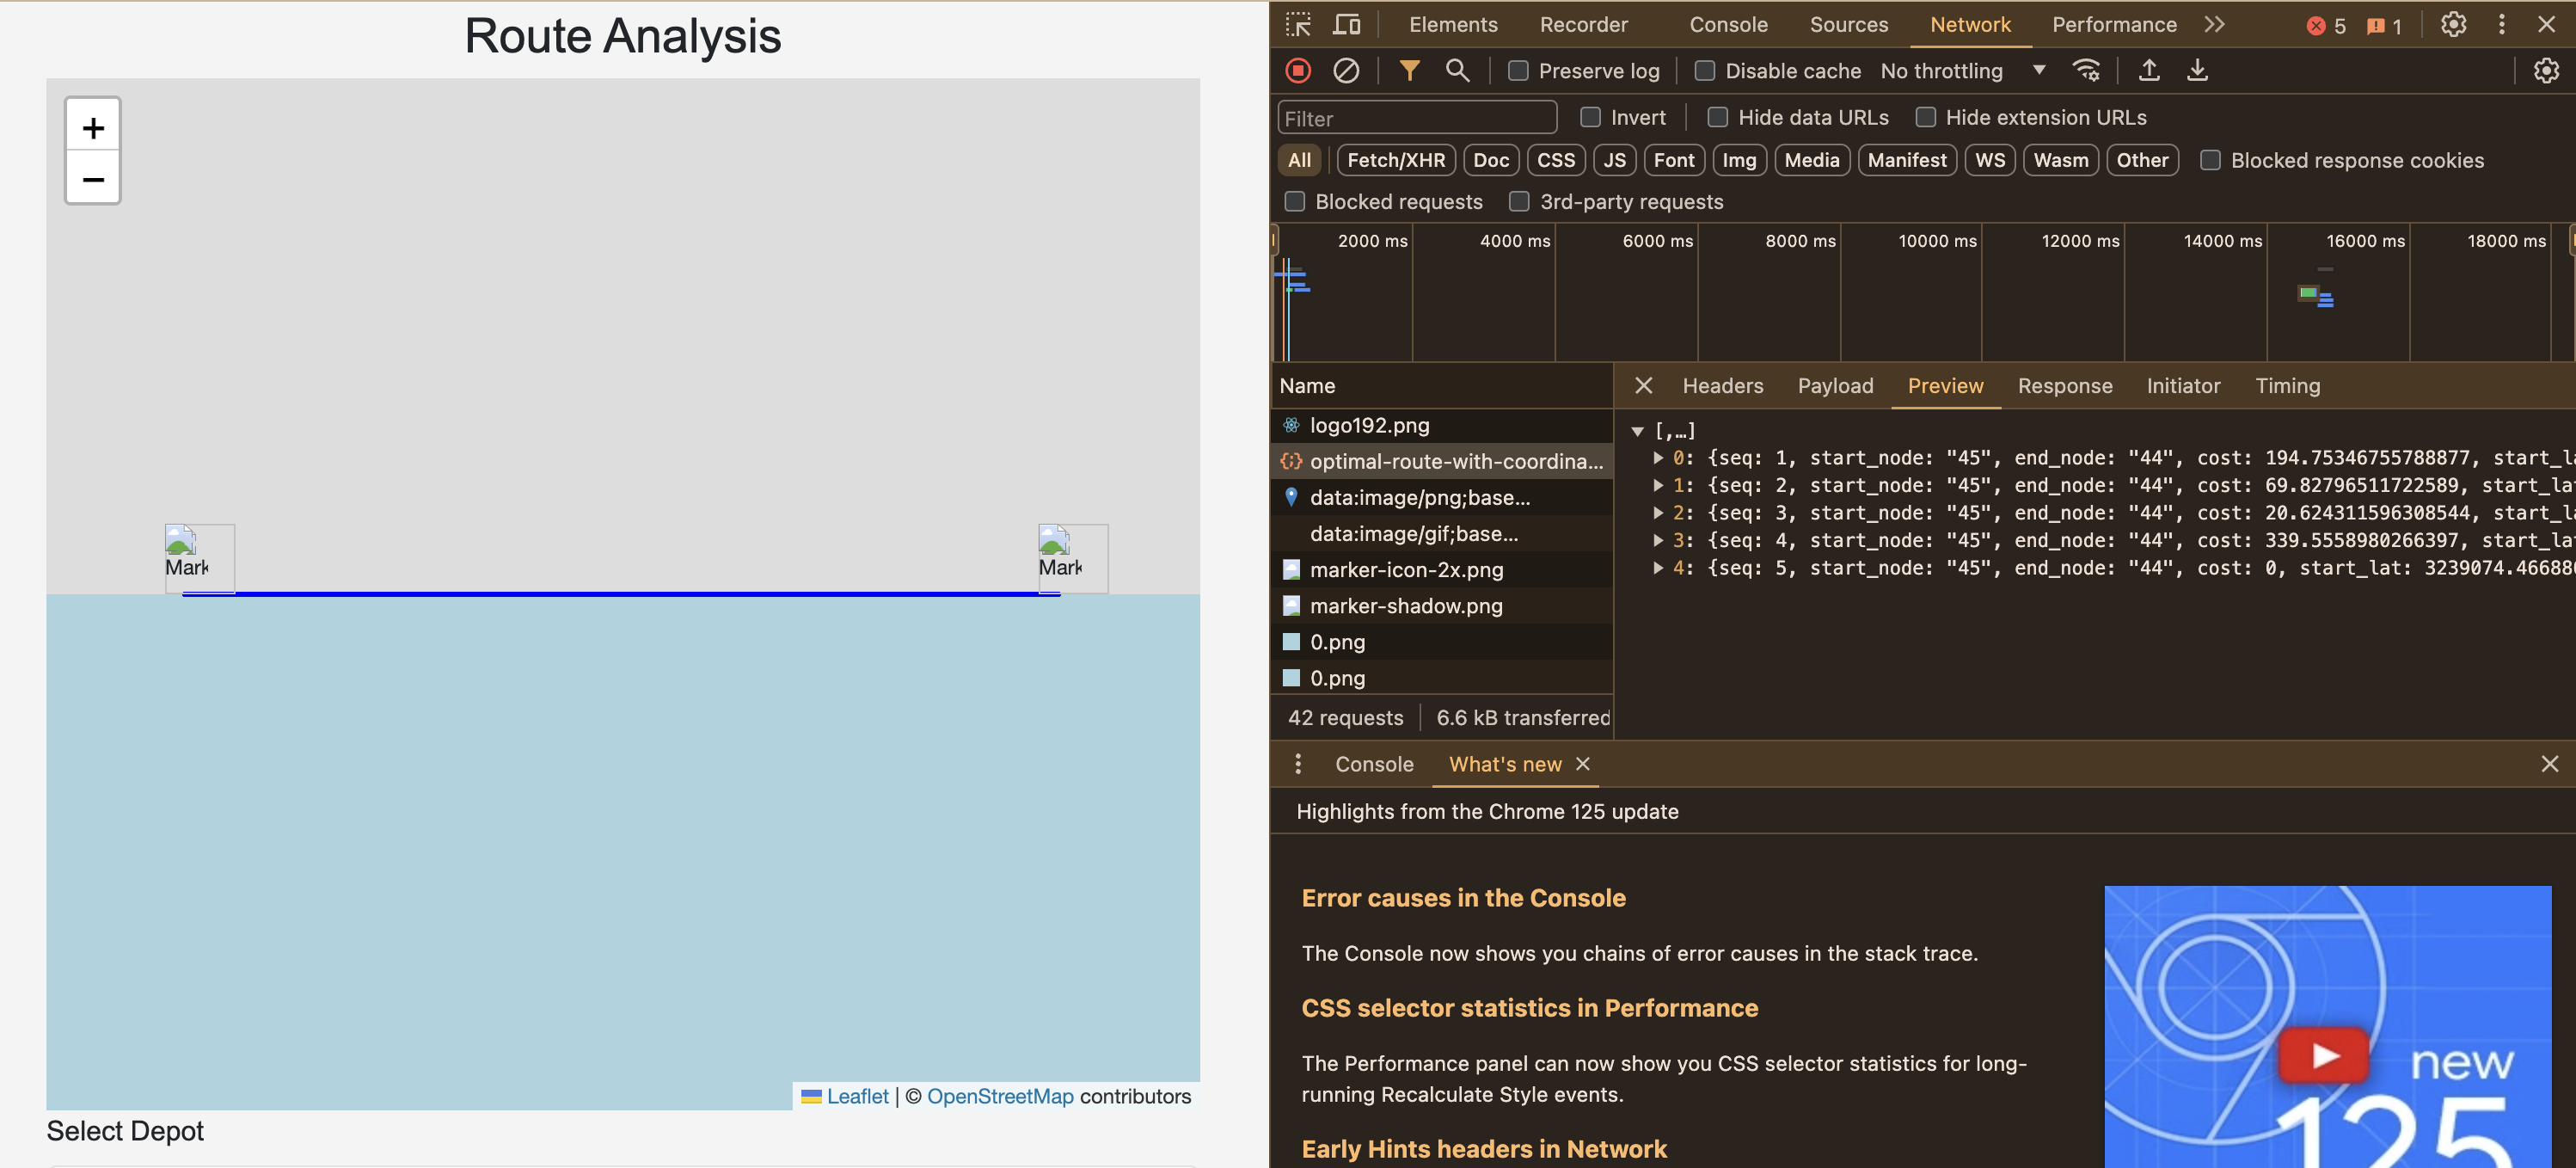 Route Analysis
+
−
Mark
Mark
Leaflet | © OpenStreetMap contributors
Select Depot
Elements Recorder Console Sources Network Performance 5 1
Preserve log Disable cache No throttling
Filter Invert Hide data URLs Hide extension URLs
All Fetch/XHR Doc CSS JS Font Img Media Manifest WS Wasm Other Blocked response cookies
Blocked requests 3rd-party requests
2000 ms 4000 ms 6000 ms 8000 ms 10000 ms 12000 ms 14000 ms 16000 ms 18000 ms
Name
logo192.png
optimal-route-with-coordina...
data:image/png;base...
data:image/gif;base...
marker-icon-2x.png
marker-shadow.png
0.png
0.png
42 requests 6.6 kB transferred
Headers Payload Preview Response Initiator Timing
[,…]
0: {seq: 1, start_node: "45", end_node: "44", cost: 194.75346755788877, start_la
1: {seq: 2, start_node: "45", end_node: "44", cost: 69.82796511722589, start_la
2: {seq: 3, start_node: "45", end_node: "44", cost: 20.624311596308544, start_la
3: {seq: 4, start_node: "45", end_node: "44", cost: 339.5558980266397, start_la
4: {seq: 5, start_node: "45", end_node: "44", cost: 0, start_lat: 3239074.46688
Console What's new
Highlights from the Chrome 125 update
Error causes in the Console
The Console now shows you chains of error causes in the stack trace.
CSS selector statistics in Performance
The Performance panel can now show you CSS selector statistics for long-
running Recalculate Style events.
Early Hints headers in Network
new
125